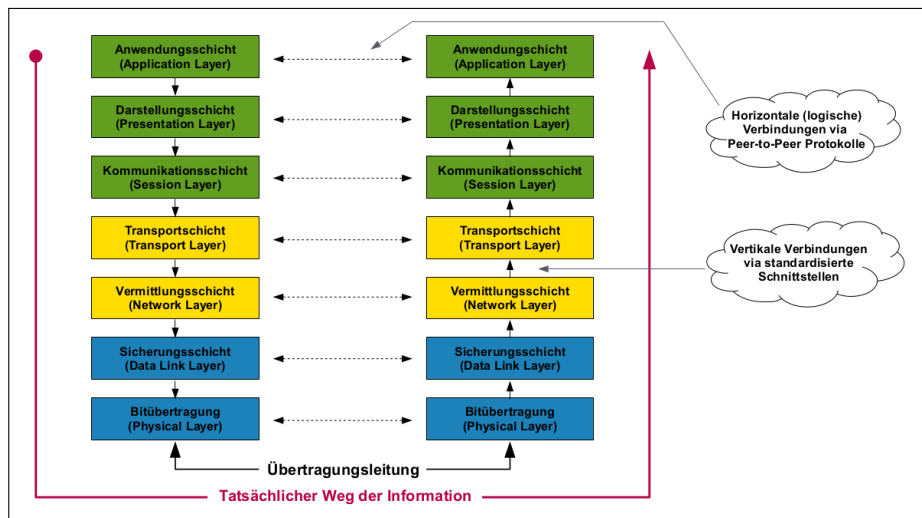 Anwendungsschicht
(Application Layer)
Anwendungschicht
(Application Layer)
Darstellungsschicht
(Presentation Layer)
Darstellungsschicht
(Presentation Layer)
Horizontale (logische)
Verbindungen via
Peer-to-Peer Protokolle
Kommunikationsschicht
(Session Layer)
Kommunikationsschicht
(Session Layer)
Transportschicht
(Transport Layer)
Transportschicht
(Transport Layer)
Vertikale Verbindungen
via standardisierte
Schnittstellen
Vermittlungsschicht
(Network Layer)
Vermittlungsschicht
(Network Layer)
Sicherungsschicht
(Data Link Layer)
Sicherungsschicht
(Data Link Layer)
Bitübertragung
(Physical Layer)
Bitübertragung
(Physical Layer)
Übertragungsleitung
Tatsächlicher Weg der Information